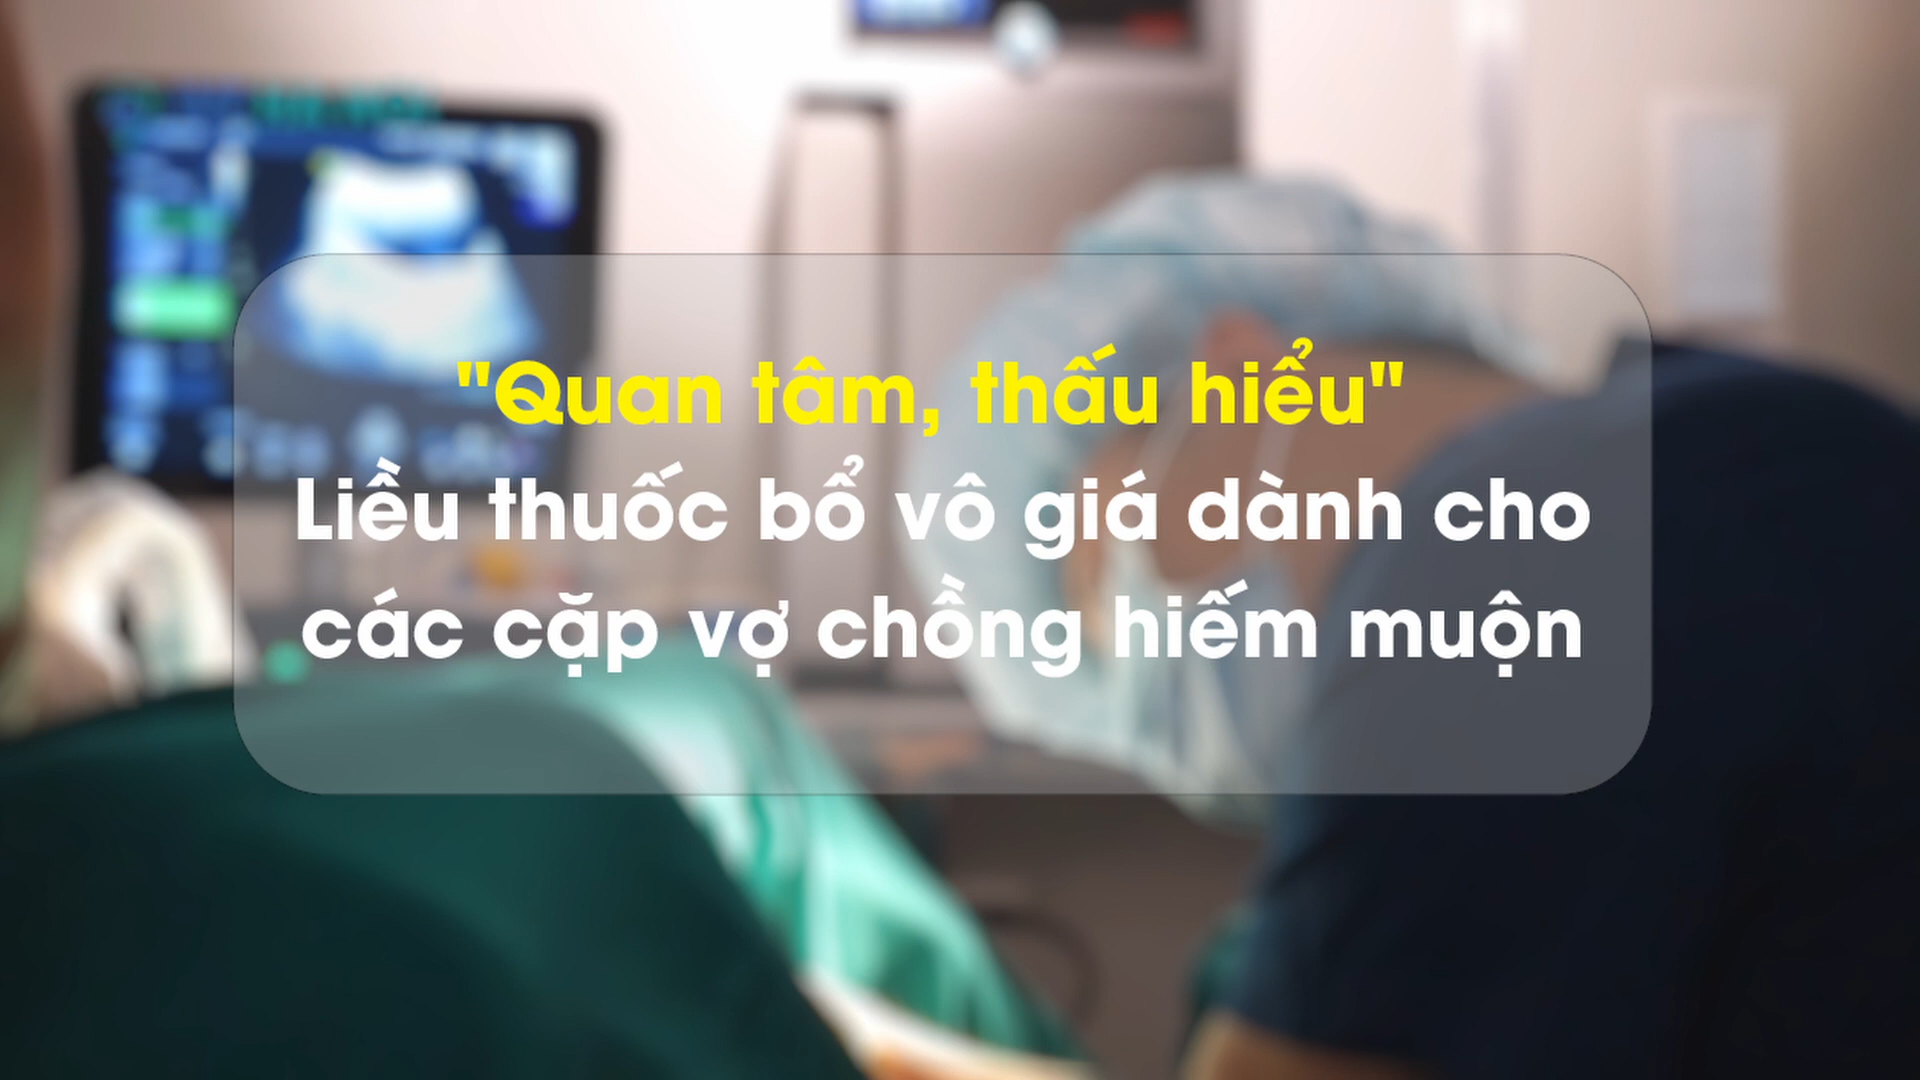 "Quan tâm, thấu hiểu"
Liều thuốc bổ vô giá dành cho
các cặp vợ chồng hiếm muộn